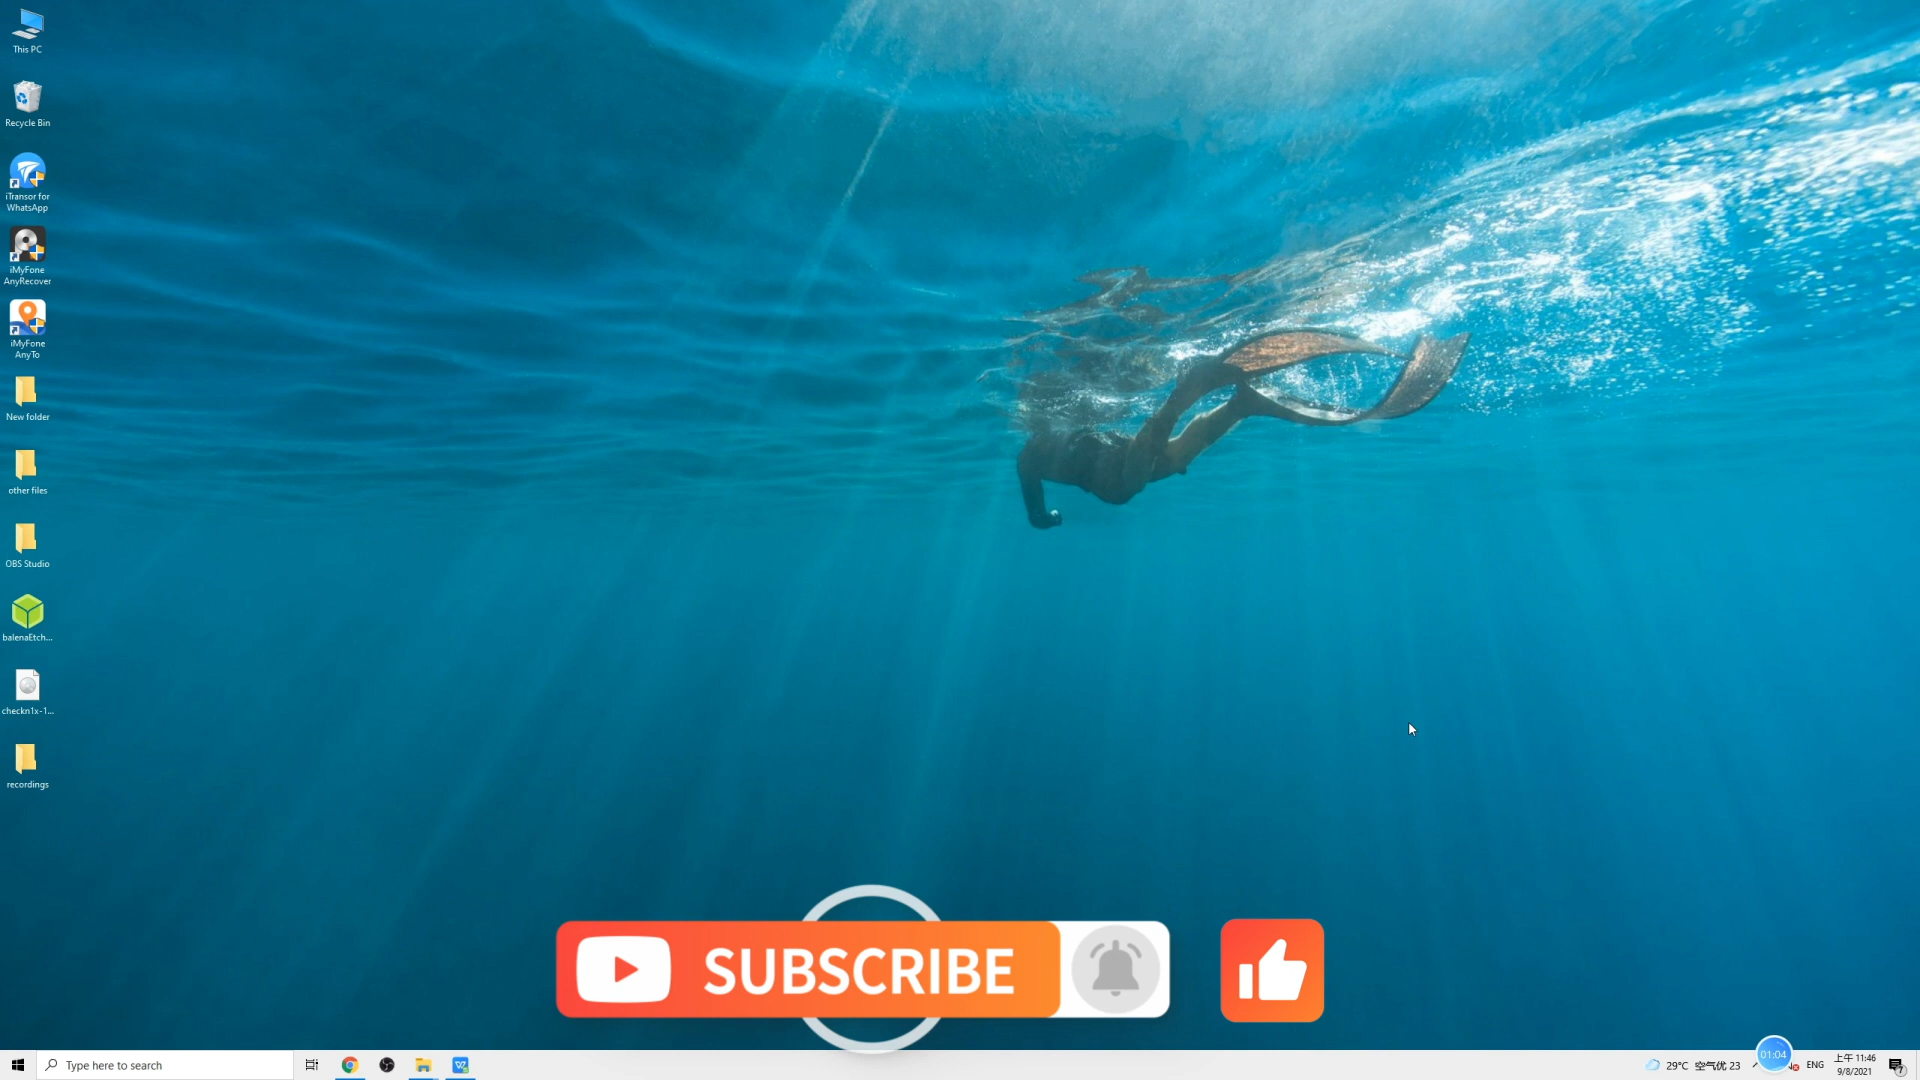 This PC
Recycle Bin
iTransor for
WhatsApp
iMyFone
AnyRecover
iMyFone
AnyTo
New folder
other files
OBS Studio
balenaEtch...
checkn1x-1...
recordings
SUBSCRIBE
Type here to search
29°C 空气优 23
01:04
ENG
上午 11:46
9/8/2021
7